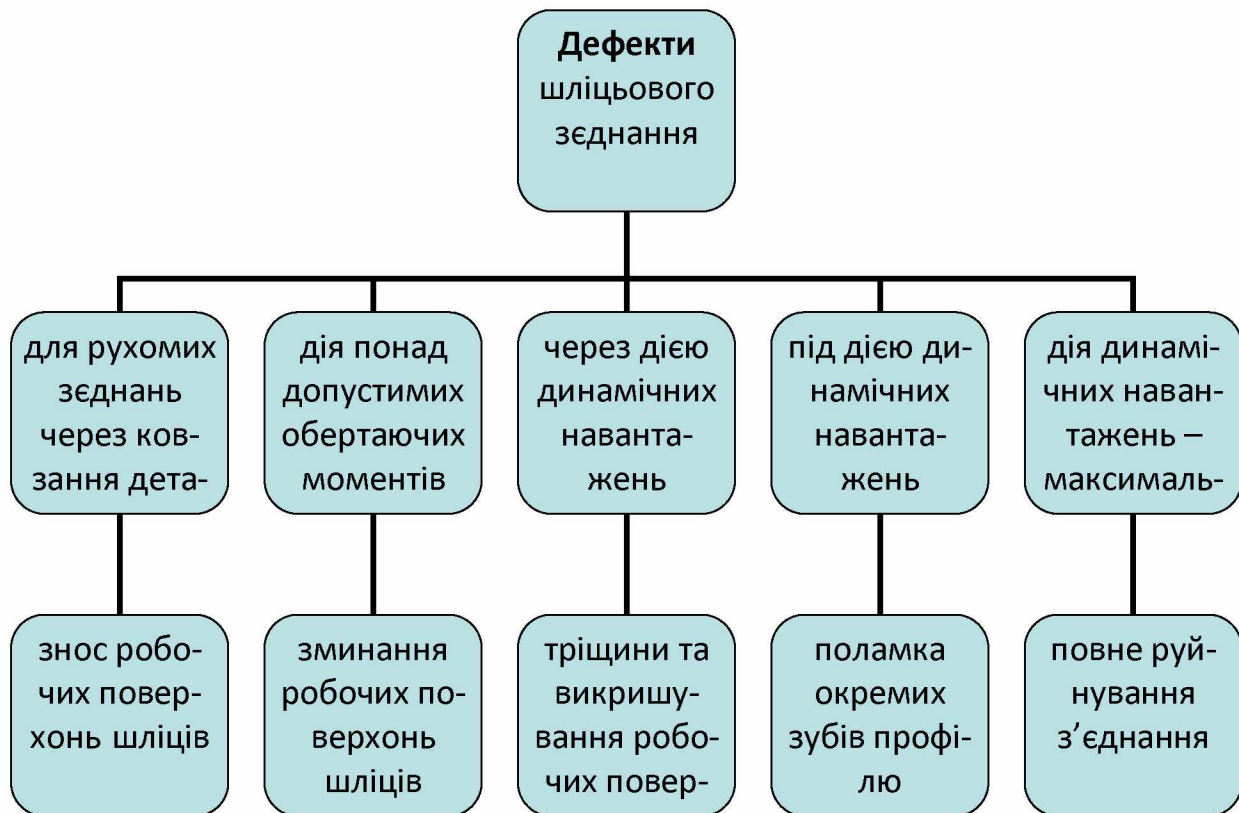 Дефекти
шліцьового
зєднання
для рухомих
зєднань
через ков-
зання дета-
дія понад
допустимих
обертаючих
моментів
через дією
динамічних
наванта-
жень
під дією ди-
намічних
наванта-
жень
дія динамі-
чних наван-
тажень –
максималь-
знос робо-
чих повер-
хонь шліців
зминання
робочих по-
верхонь
шліців
тріщини та
викришу-
вання робо-
чих повер-
поламка
окремих
зубів профі-
лю
повне руй-
нування
з’єднання